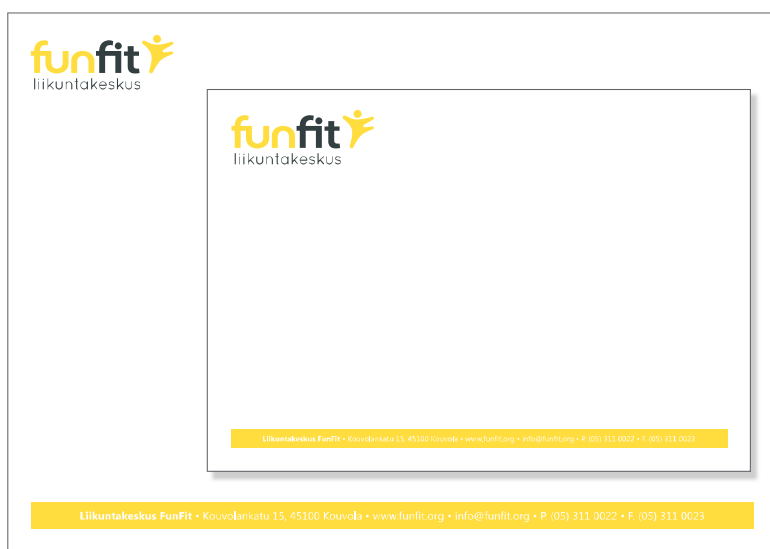 funfit
liikuntakeskus
funfit
liikuntakeskus
Liikuntakeskus FunFit • Kouvolankatu 15, 45100 Kouvola • www.funfit.org • info@funfit.org • P. (05) 311 0022 • F. (05) 311 0023
Liikuntakeskus FunFit • Kouvolankatu 15, 45100 Kouvola • www.funfit.org • info@funfit.org • P. (05) 311 0022 • F. (05) 311 0023